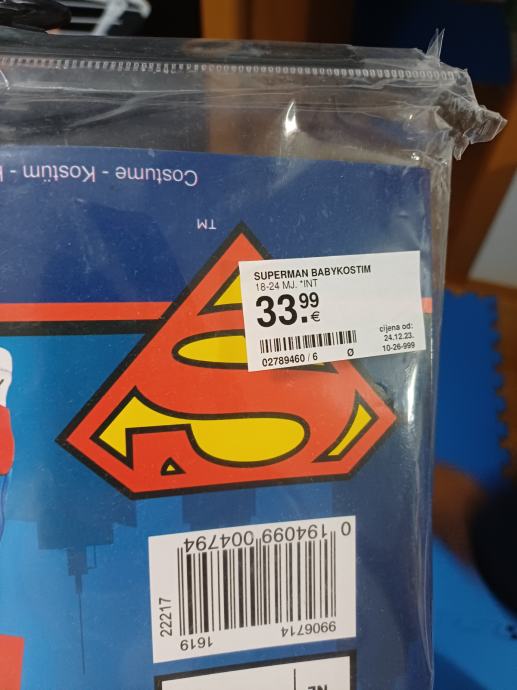 Costume - Kostüm -
TM
SUPERMAN BABYKOSTIM
18-24 MJ. *INT
33.99
€
cijena od:
24.12.23.
02789460 / 6 Ø 10-26-999
0 194099 004794
22217
9906714
1619
NL